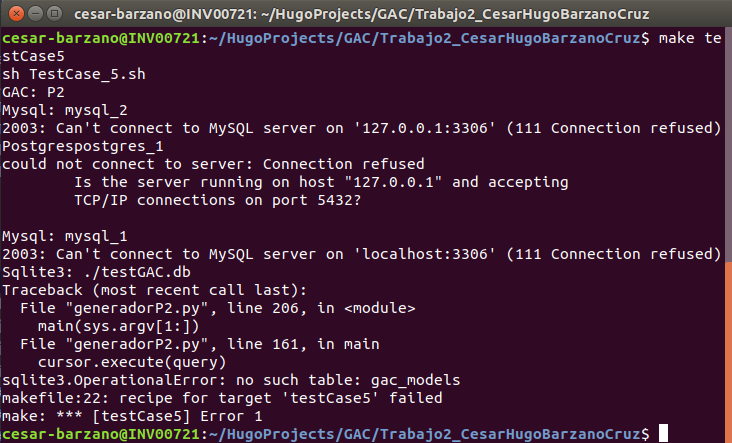 cesar-barzano@INV00721: ~/HugoProjects/GAC/Trabajo2_CesarHugoBarzanoCruz
cesar-barzano@INV00721:~/HugoProjects/GAC/Trabajo2_CesarHugoBarzanoCruz$ make te
stCase5
sh TestCase_5.sh
GAC: P2
Mysql: mysql_2
2003: Can't connect to MySQL server on '127.0.0.1:3306' (111 Connection refused)
Postgrespostgres_1
could not connect to server: Connection refused
        Is the server running on host "127.0.0.1" and accepting
        TCP/IP connections on port 5432?

Mysql: mysql_1
2003: Can't connect to MySQL server on 'localhost:3306' (111 Connection refused)
Sqlite3: ./testGAC.db
Traceback (most recent call last):
  File "generadorP2.py", line 206, in <module>
    main(sys.argv[1:])
  File "generadorP2.py", line 161, in main
    cursor.execute(query)
sqlite3.OperationalError: no such table: gac_models
makefile:22: recipe for target 'testCase5' failed
make: *** [testCase5] Error 1
cesar-barzano@INV00721:~/HugoProjects/GAC/Trabajo2_CesarHugoBarzanoCruz$